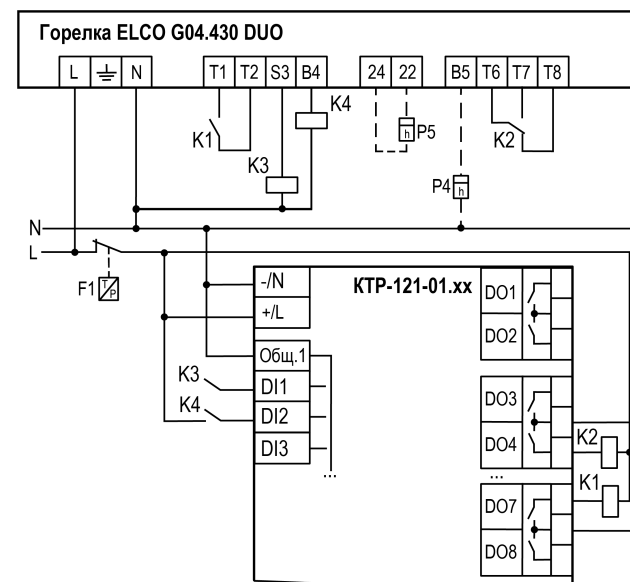 Горелка ELCO G04.430 DUO
L N T1 T2 S3 B4 24 22 B5 T6 T7 T8
K4
K1 h P5 K2
K3
P4 h
N
L
F1 T P
КТР-121-01.xx
-/N DO1
+/L
DO2
Общ.1
K3 DI1
K4 DI2 DO3
DI3 DO4 K2
... ...
K1
DO7
DO8